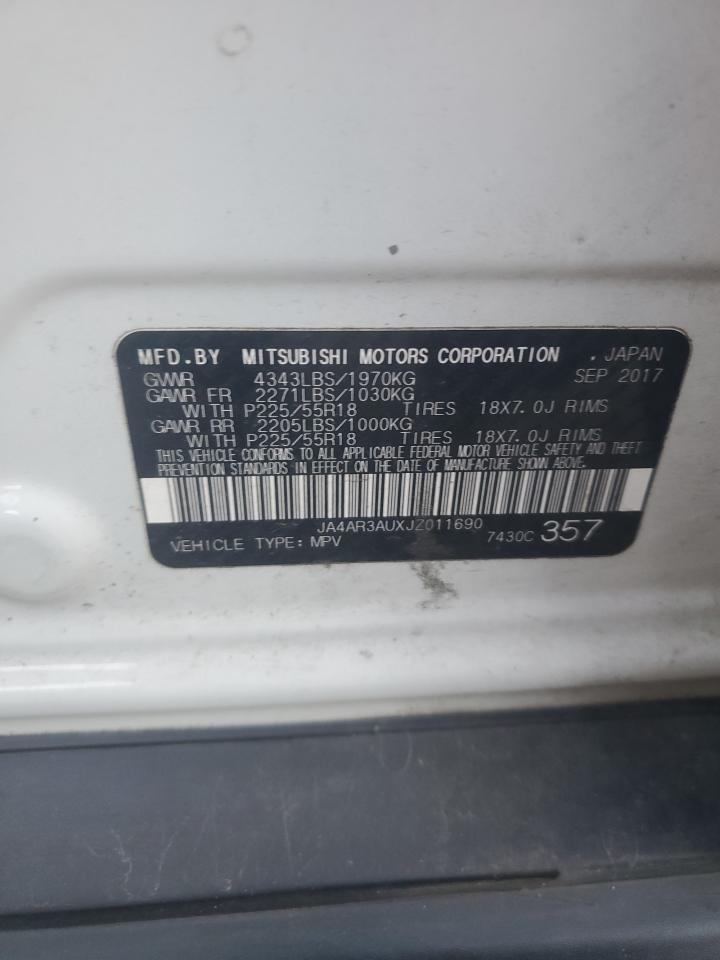 MFD.BY MITSUBISHI MOTORS CORPORATION . JAPAN
GVWR 4343LBS/1970KG SEP 2017
GAWR FR 2271LBS/1030KG
WITH P225/55R18 TIRES 18X7.0J RIMS
GAWR RR 2205LBS/1000KG
WITH P225/55R18 TIRES 18X7.0J RIMS
THIS VEHICLE CONFORMS TO ALL APPLICABLE FEDERAL MOTOR VEHICLE SAFETY AND THEFT
PREVENTION STANDARDS IN EFFECT ON THE DATE OF MANUFACTURE SHOWN ABOVE.
JA4AR3AUXJZ011690
VEHICLE TYPE: MPV 7430C 357